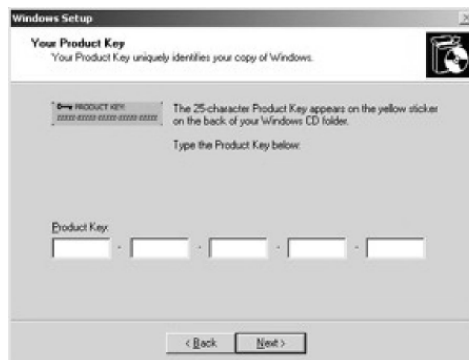 Windows Setup
Your Product Key
Your Product Key uniquely identifies your copy of Windows.
PRODUCT KEY:
The 25-character Product Key appears on the yellow sticker
on the back of your Windows CD folder.
Type the Product Key below:
Product Key:
- - - -
< Back
Next >